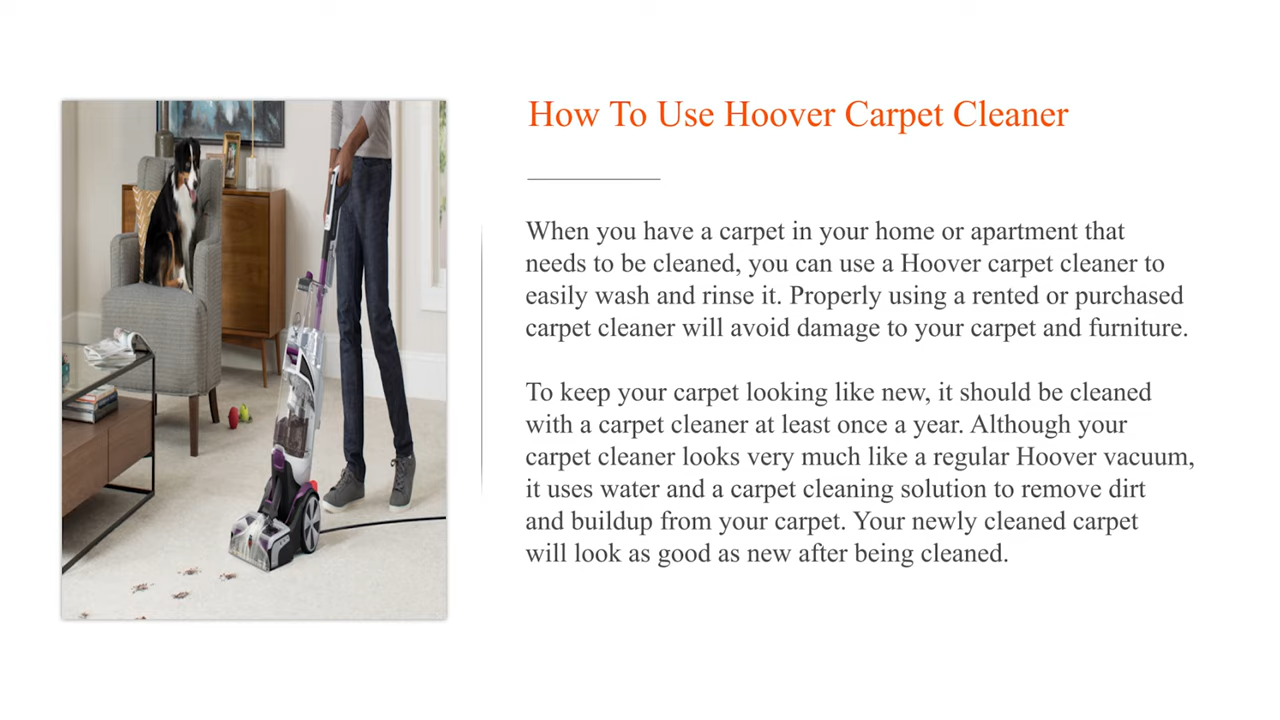 How To Use Hoover Carpet Cleaner
When you have a carpet in your home or apartment that
needs to be cleaned, you can use a Hoover carpet cleaner to
easily wash and rinse it. Properly using a rented or purchased
carpet cleaner will avoid damage to your carpet and furniture.
To keep your carpet looking like new, it should be cleaned
with a carpet cleaner at least once a year. Although your
carpet cleaner looks very much like a regular Hoover vacuum,
it uses water and a carpet cleaning solution to remove dirt
and buildup from your carpet. Your newly cleaned carpet
will look as good as new after being cleaned.